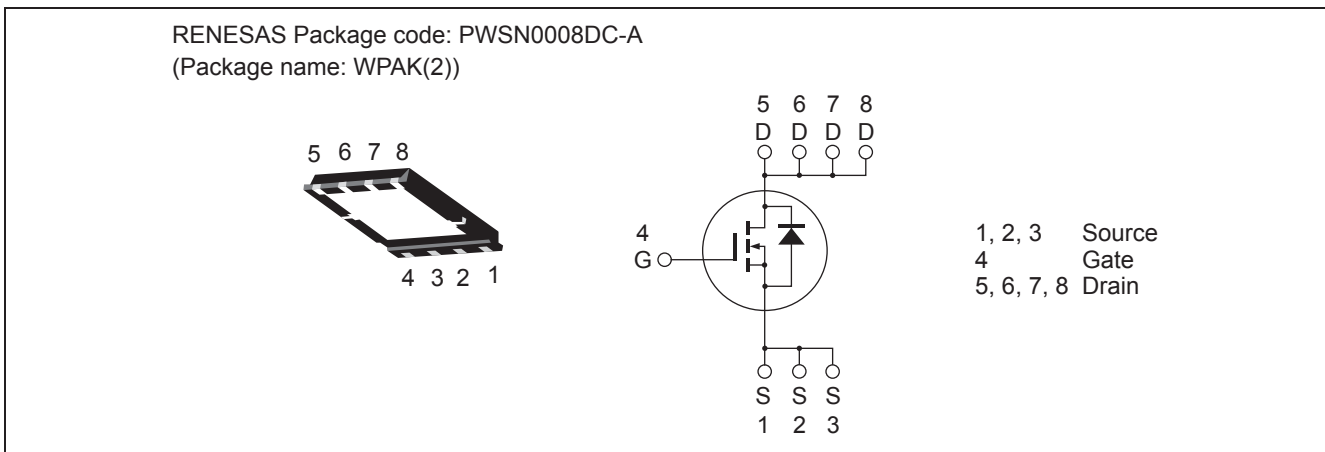 RENESAS Package code: PWSN0008DC-A
(Package name: WPAK(2))
5 6 7 8
4 3 2 1
5 6 7 8
D D D D
4
G
S S S
1 2 3
1, 2, 3 Source
4 Gate
5, 6, 7, 8 Drain